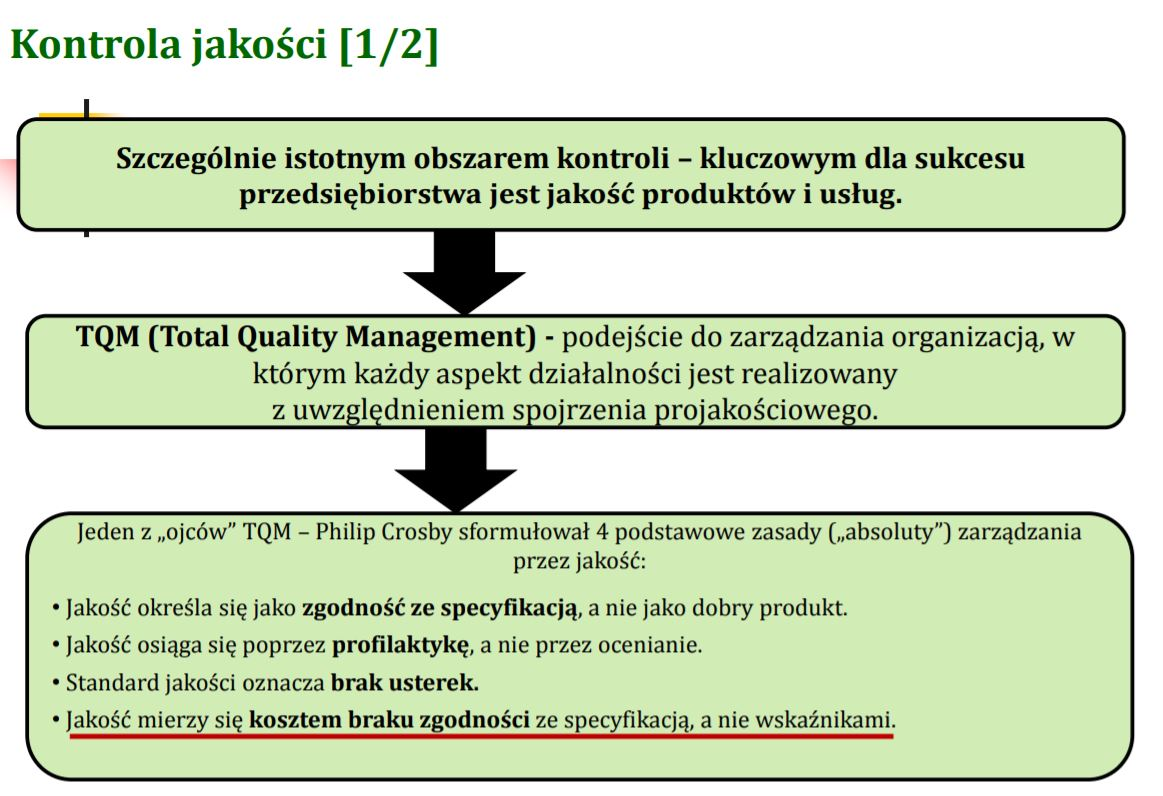 Kontrola jakości [1/2]
Szczególnie istotnym obszarem kontroli – kluczowym dla sukcesu
przedsiębiorstwa jest jakość produktów i usług.
TQM (Total Quality Management) - podejście do zarządzania organizacją, w
którym każdy aspekt działalności jest realizowany
z uwzględnieniem spojrzenia projakościowego.
Jeden z „ojców” TQM – Philip Crosby sformułował 4 podstawowe zasady („absoluty”) zarządzania
przez jakość:
• Jakość określa się jako zgodność ze specyfikacją, a nie jako dobry produkt.
• Jakość osiąga się poprzez profilaktykę, a nie przez ocenianie.
• Standard jakości oznacza brak usterek.
• Jakość mierzy się kosztem braku zgodności ze specyfikacją, a nie wskaźnikami.